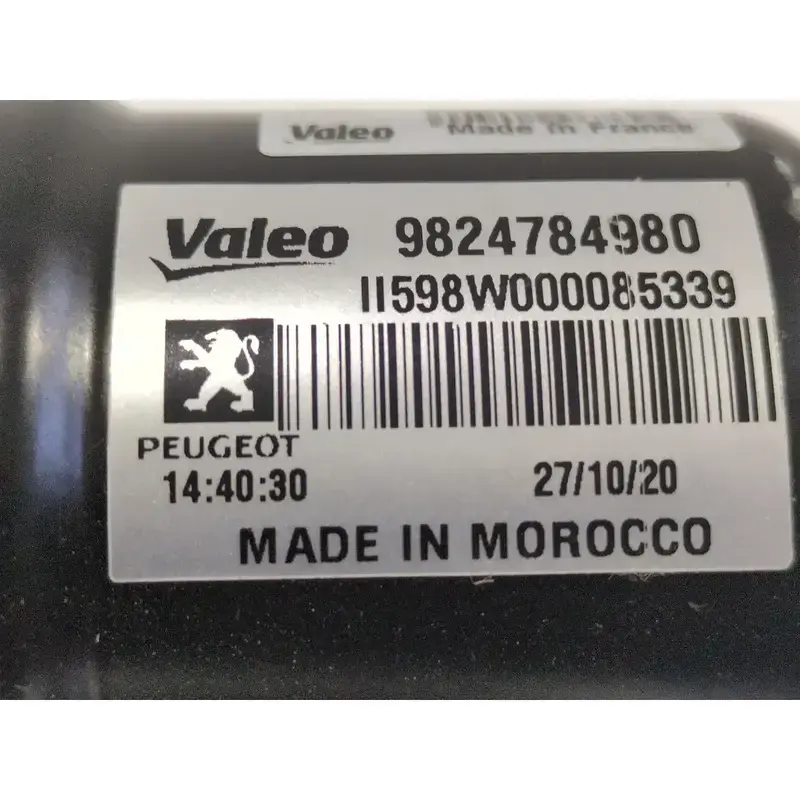 Valeo Made in France
Valeo 9824784980
II598W000085339
PEUGEOT
14:40:30 27/10/20
MADE IN MOROCCO